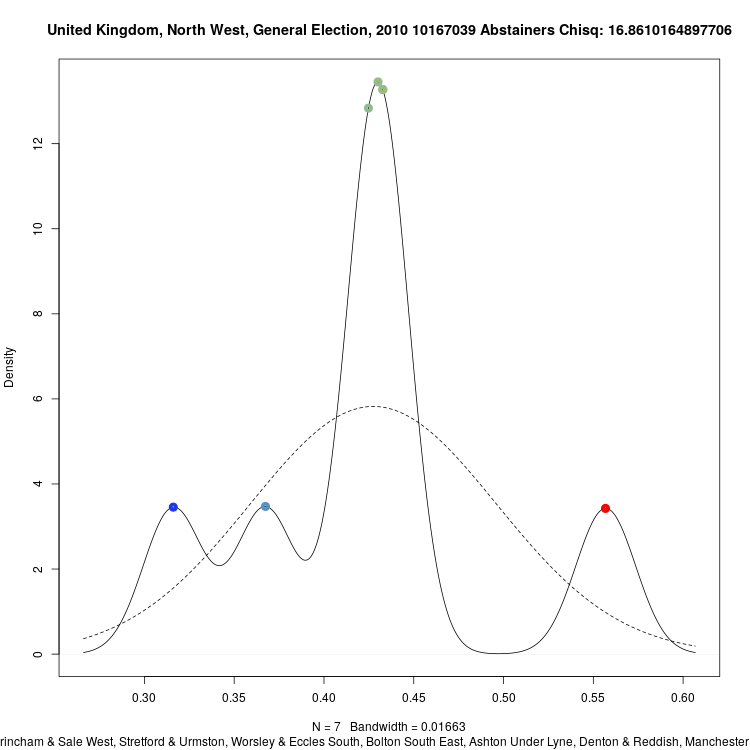 United Kingdom, North West, General Election, 2010 10167039 Abstainers Chisq: 16.8610164897706
Density
12
10
8
6
4
2
0
0.30 0.35 0.40 0.45 0.50 0.55 0.60
N = 7 Bandwidth = 0.01663
rincham & Sale West, Stretford & Urmston, Worsley & Eccles South, Bolton South East, Ashton Under Lyne, Denton & Reddish, Manchester